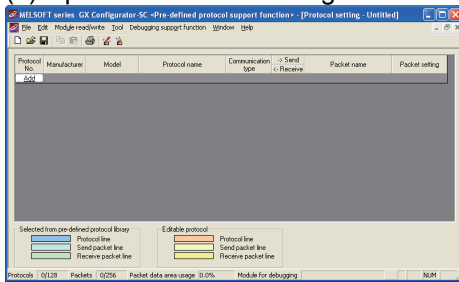 MELSOFT series GX Configurator-SC <Pre-defined protocol support function> - [Protocol setting - Untitled]
File Edit Module read/write Tool Debugging support function Window Help
Protocol No. Manufacturer Model Protocol name Communication type -> Send <- Receive Packet name Packet setting
Add
Selected from pre-defined protocol library
Protocol line
Send packet line
Receive packet line
Editable protocol
Protocol line
Send packet line
Receive packet line
Protocols 0/128 Packets 0/256 Packet data area usage 0.0% Module for debugging NUM